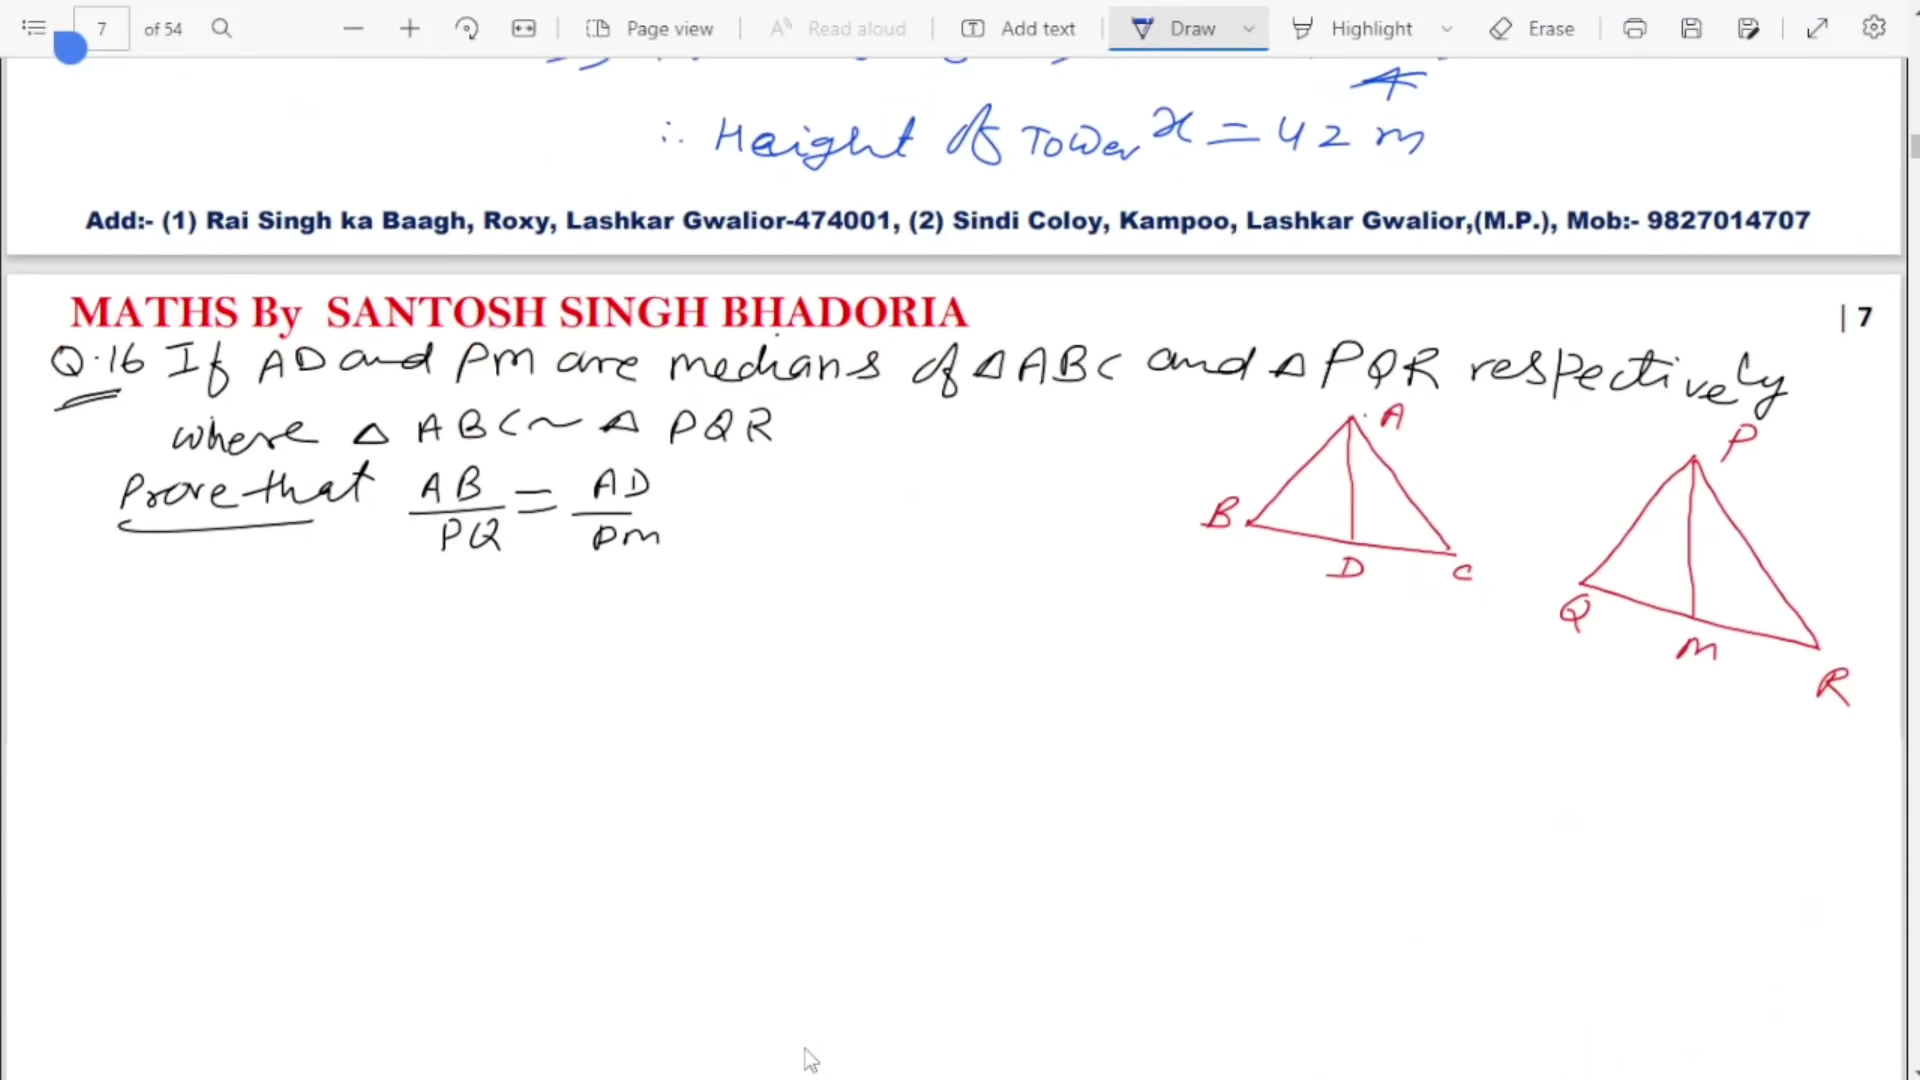 7 of 54 Page view Read aloud Add text Draw Highlight Erase
∴ Height of Tower x = 42 m
Add:- (1) Rai Singh ka Baagh, Roxy, Lashkar Gwalior-474001, (2) Sindi Coloy, Kampoo, Lashkar Gwalior,(M.P.), Mob:- 9827014707
MATHS By SANTOSH SINGH BHADORIA | 7
Q.16 If AD and PM are medians of △ABC and △PQR respectively
where △ ABC ~ △ PQR
Prove that AB/PQ = AD/PM
A
P
B
D
C
Q
M
R